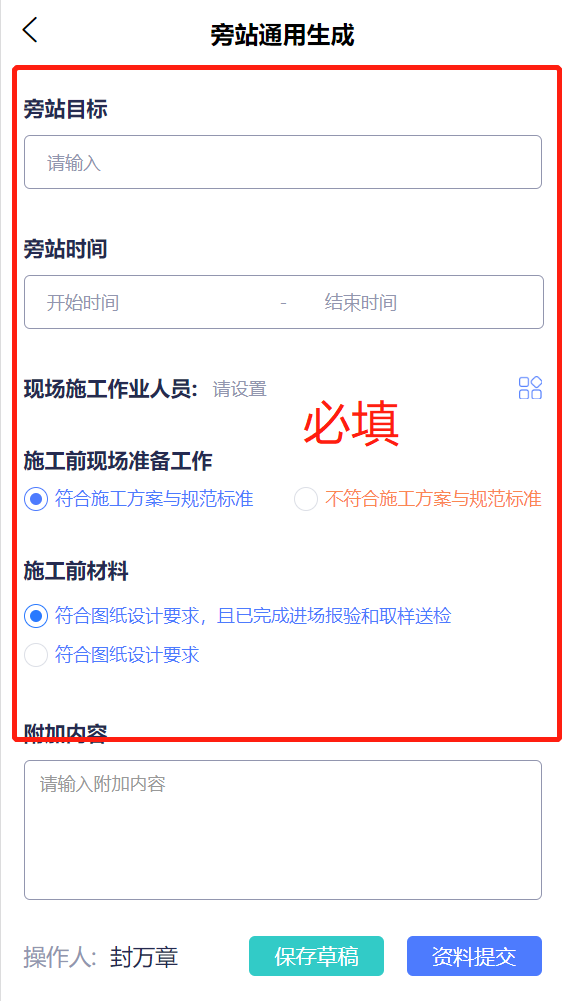 旁站通用生成
旁站目标
请输入
旁站时间
开始时间 - 结束时间
现场施工作业人员: 请设置
必填
施工前现场准备工作
符合施工方案与规范标准 不符合施工方案与规范标准
施工前材料
符合图纸设计要求，且已完成进场报验和取样送检
符合图纸设计要求
附加内容
请输入附加内容
操作人: 封万章 保存草稿 资料提交